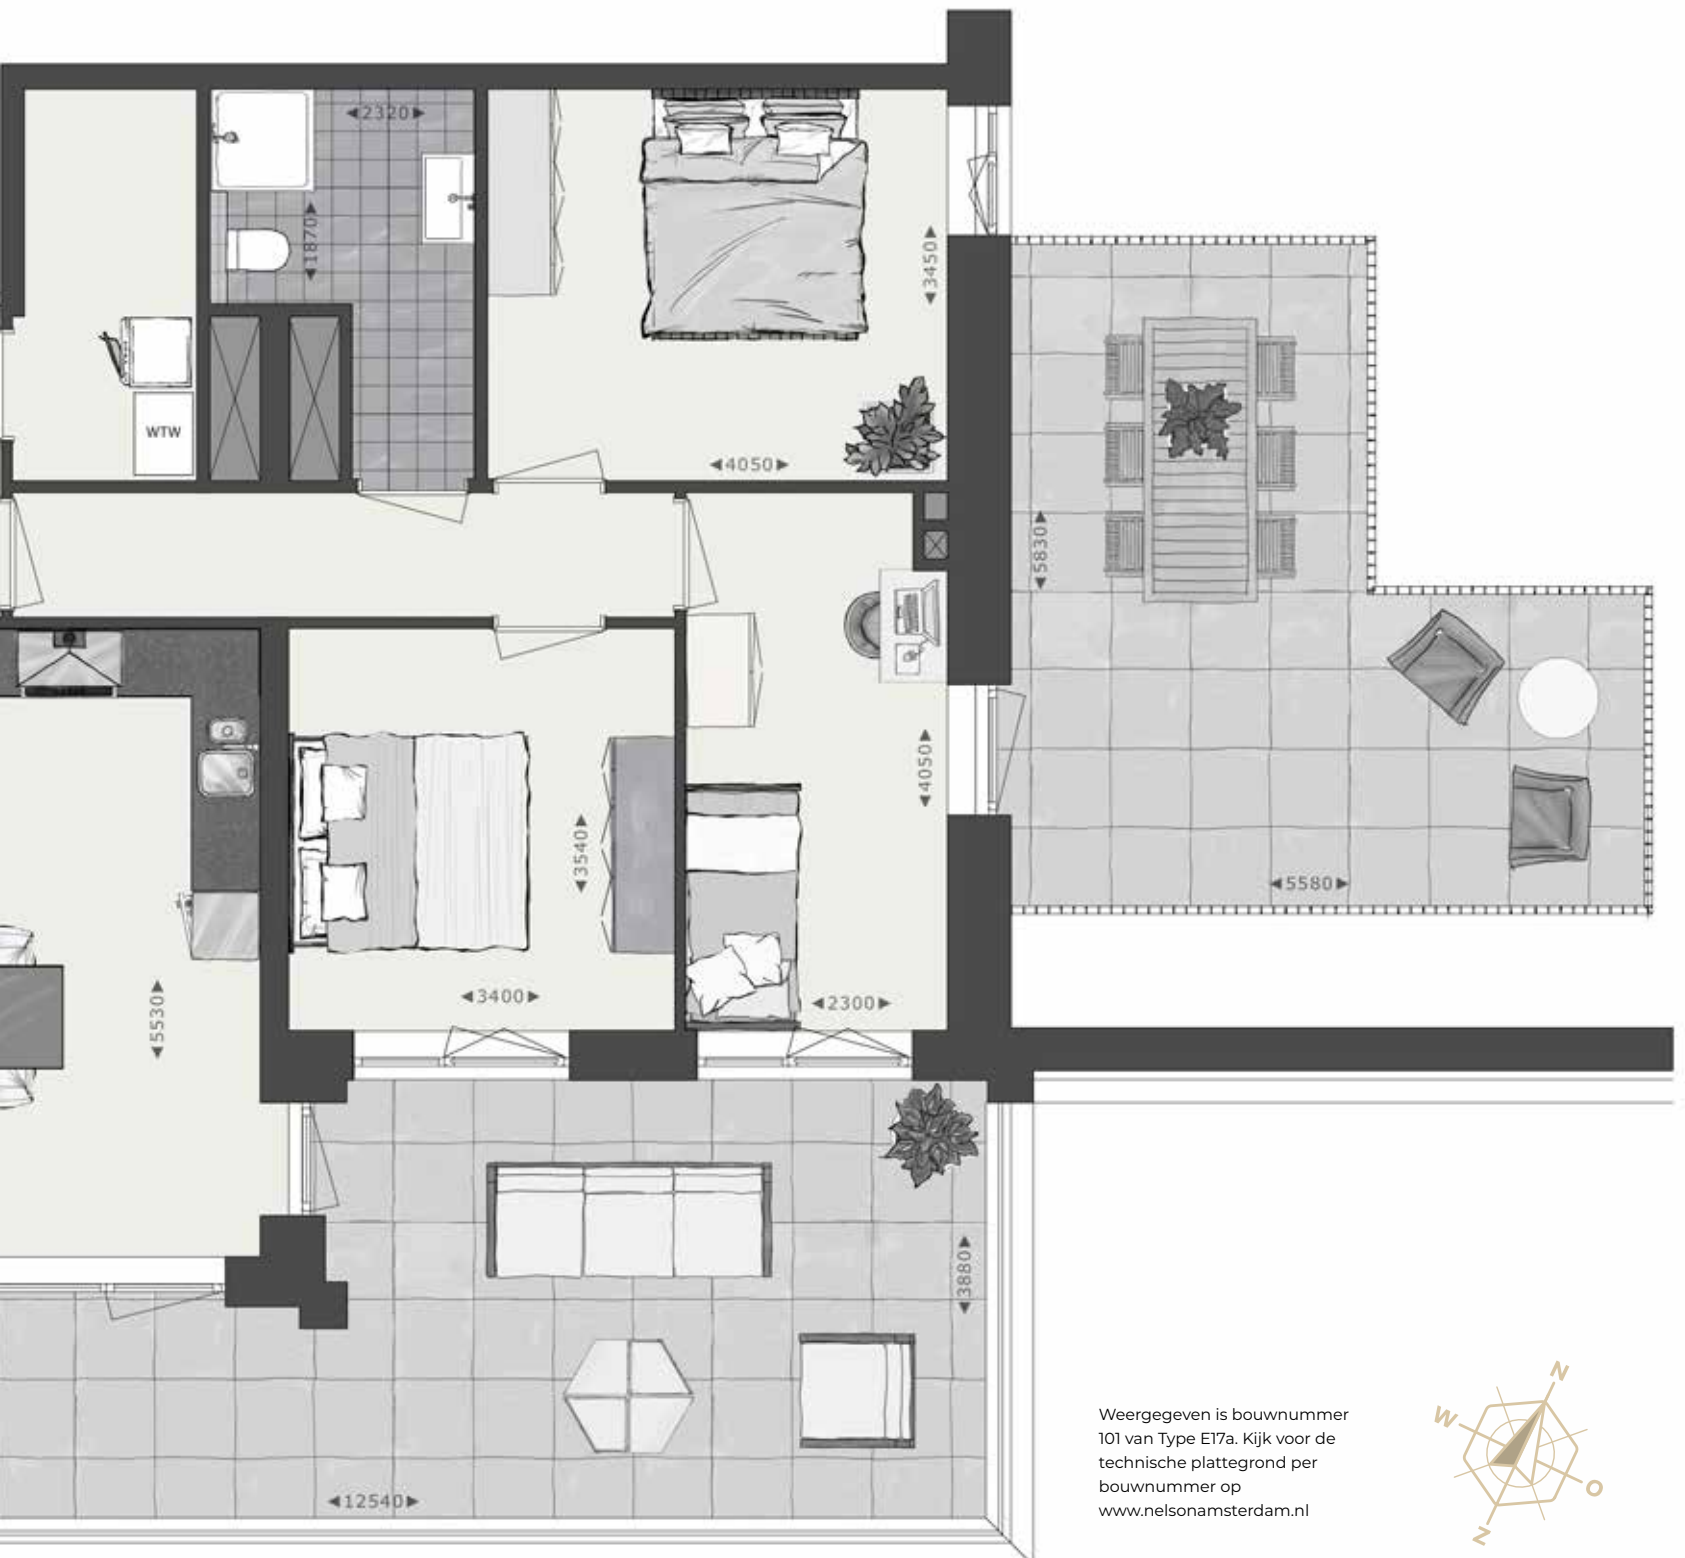 2320
1870
3450
WTW
4050
5830
4050
3540
5580
3400
2300
5530
3880
12540
Weergegeven is bouwnummer
101 van Type E17a. Kijk voor de
technische plattegrond per
bouwnummer op
www.nelsonamsterdam.nl
N
W
O
Z